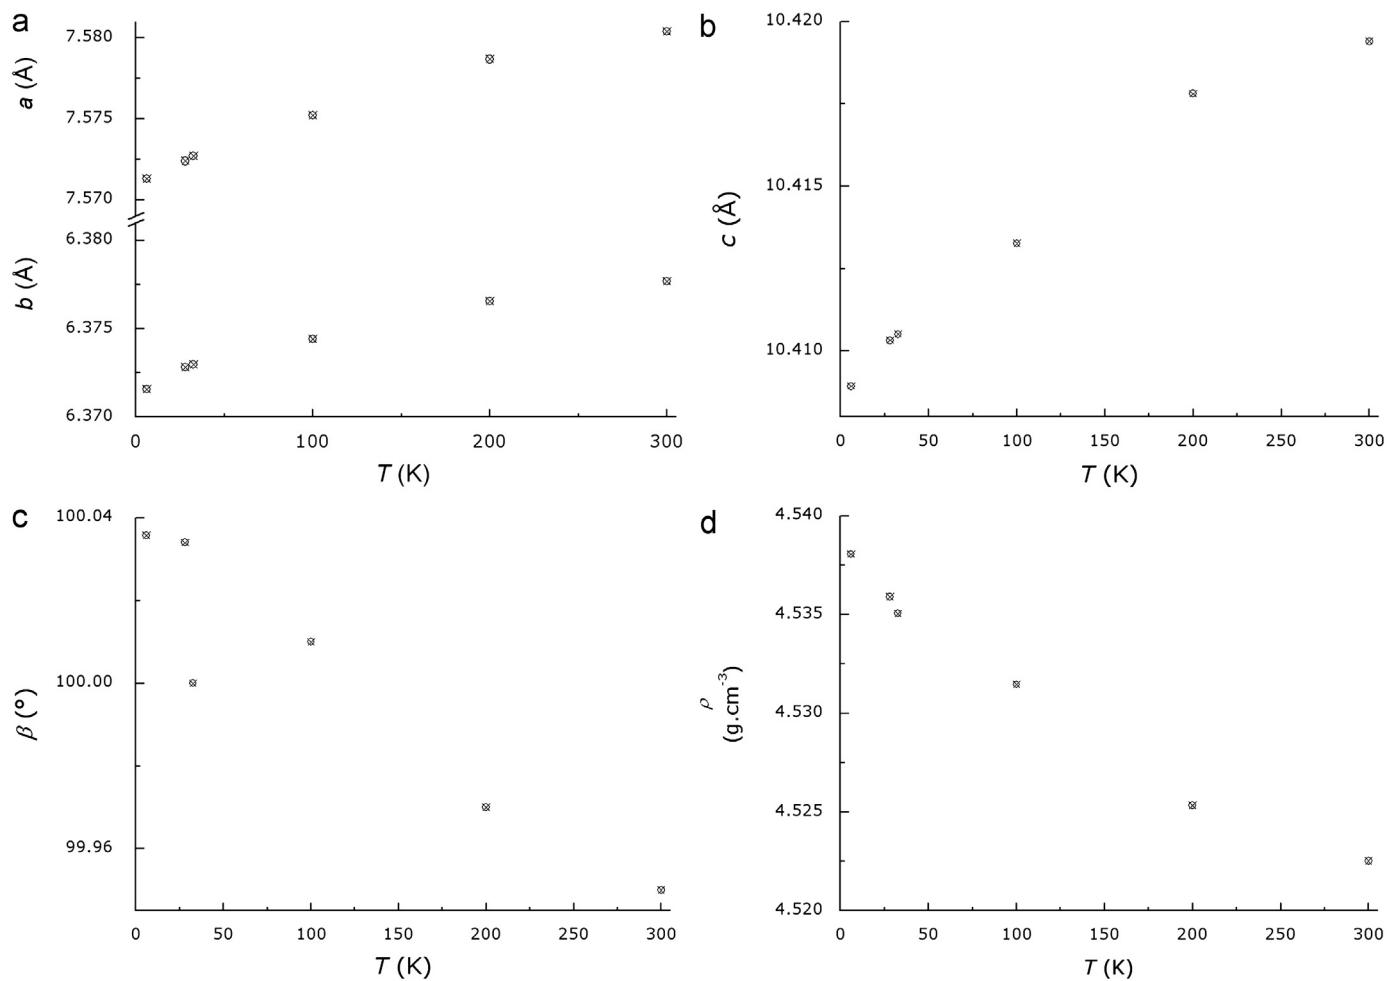 a
7.580
7.575
7.570
a (Å)
6.380
6.375
6.370
b (Å)
0 100 200 300
T (K)
b
10.420
10.415
10.410
c (Å)
0 50 100 150 200 250 300
T (K)
c
100.04
100.00
99.96
β (°)
0 50 100 150 200 250 300
T (K)
d
4.540
4.535
4.530
4.525
4.520
ρ
(g.cm⁻³)
0 50 100 150 200 250 300
T (K)